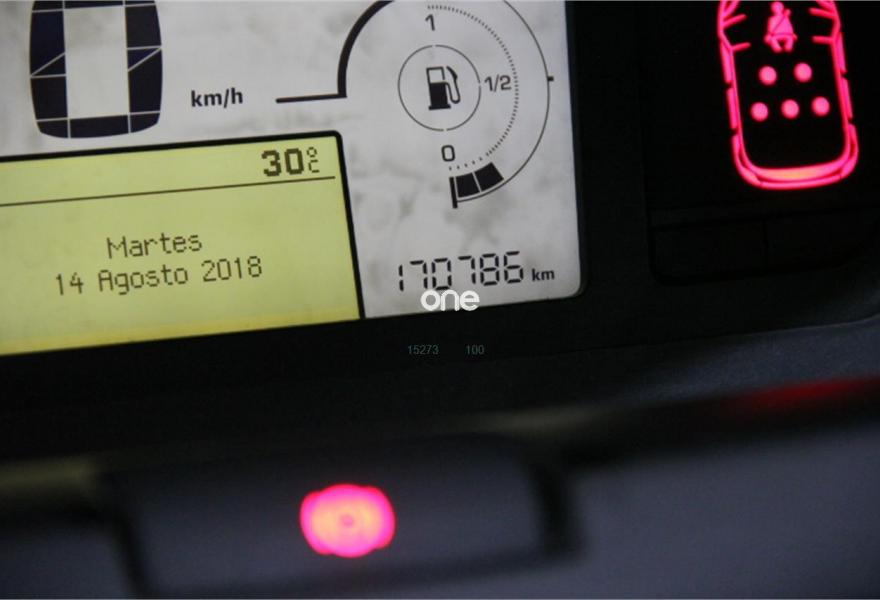 1
km/h
1/2
30°C
0
Martes
14 Agosto 2018
170786 km
one
15273 100